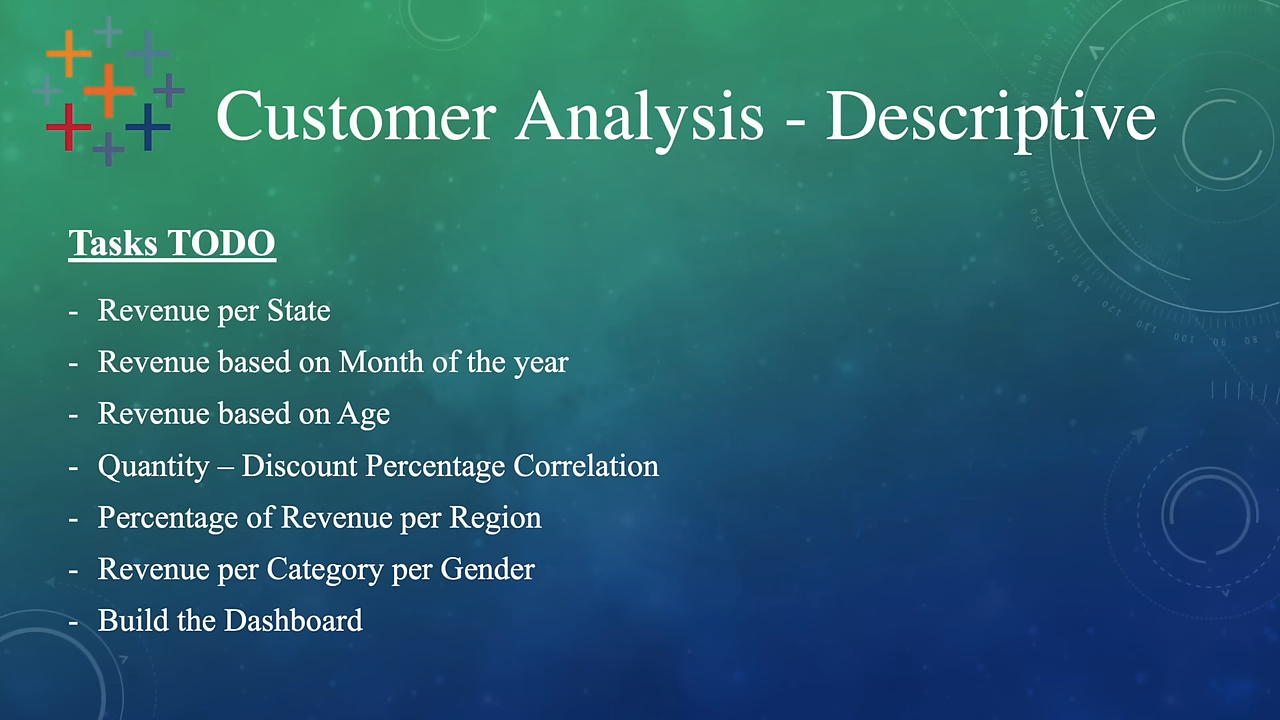 Customer Analysis - Descriptive
Tasks TODO
- Revenue per State
- Revenue based on Month of the year
- Revenue based on Age
- Quantity – Discount Percentage Correlation
- Percentage of Revenue per Region
- Revenue per Category per Gender
- Build the Dashboard